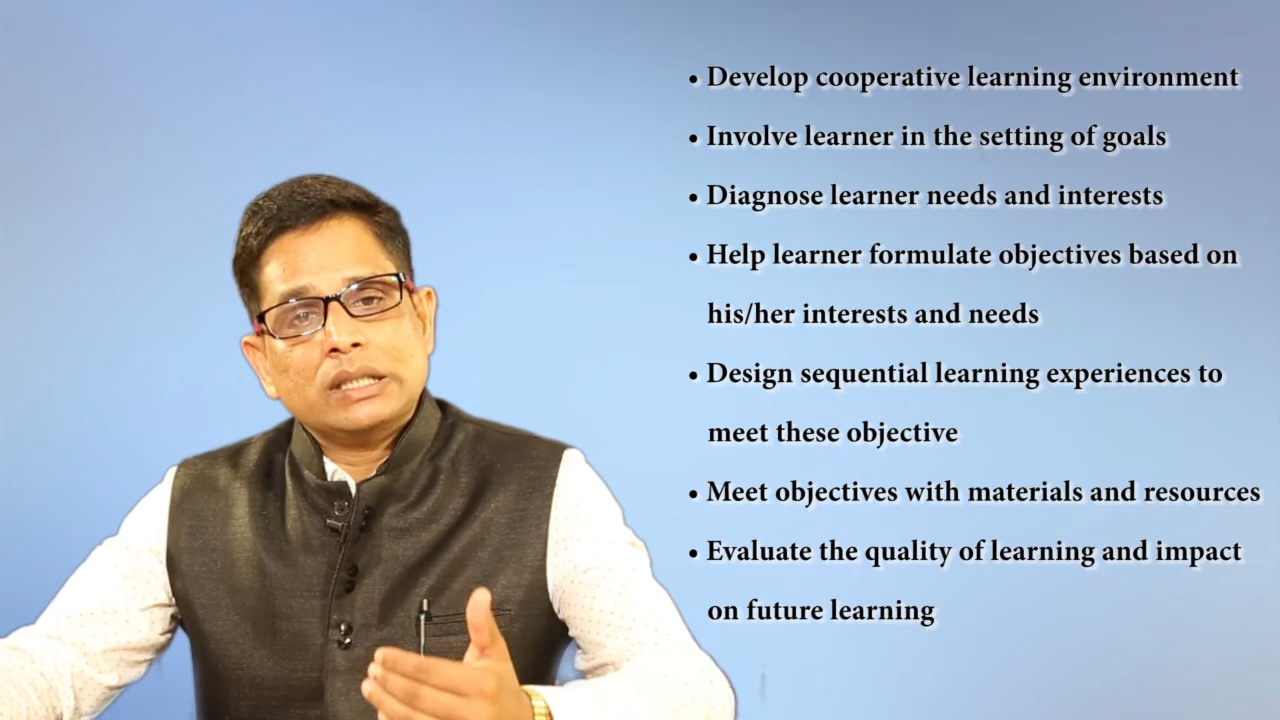 • Develop cooperative learning environment
• Involve learner in the setting of goals
• Diagnose learner needs and interests
• Help learner formulate objectives based on
his/her interests and needs
• Design sequential learning experiences to
meet these objective
• Meet objectives with materials and resources
• Evaluate the quality of learning and impact
on future learning